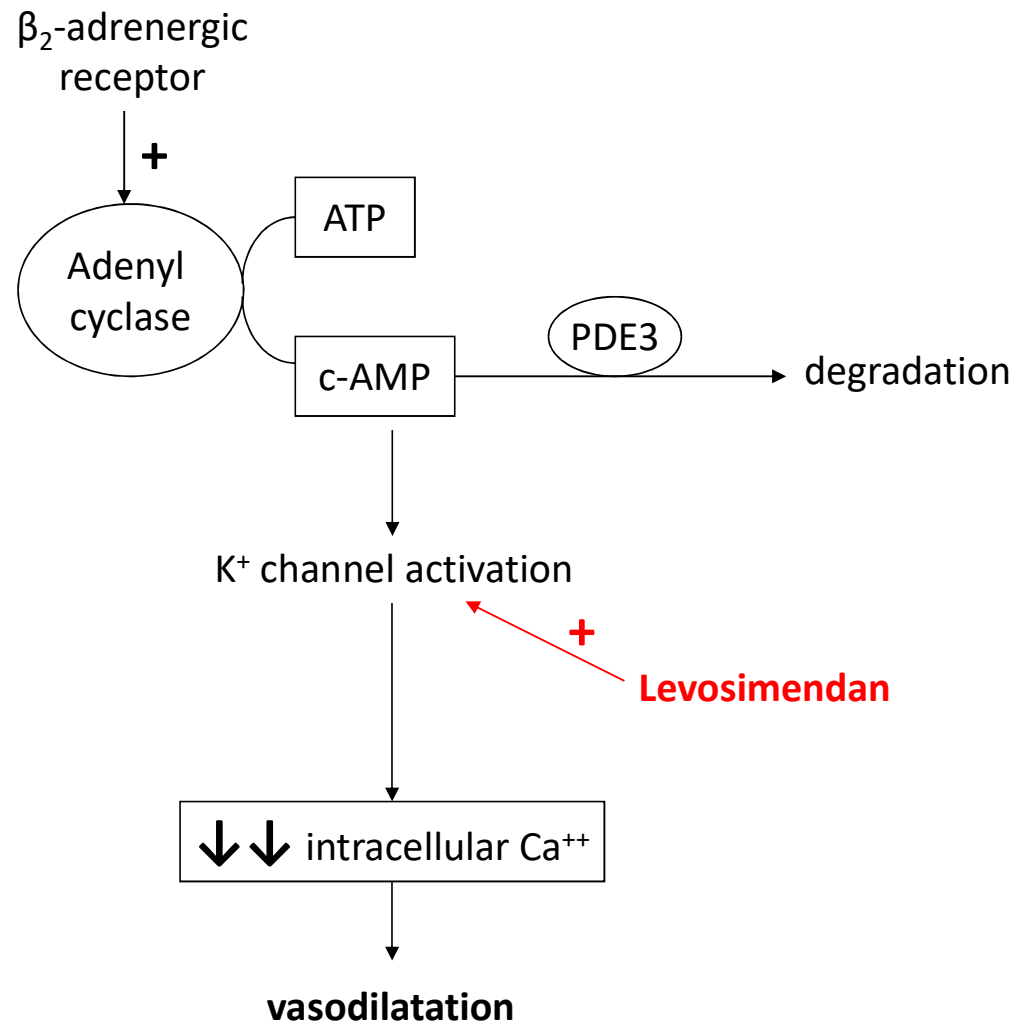 β₂-adrenergic
receptor
+
ATP
Adenyl
cyclase
PDE3
c-AMP
degradation
K⁺ channel activation
+
Levosimendan
↓↓ intracellular Ca⁺⁺
vasodilatation